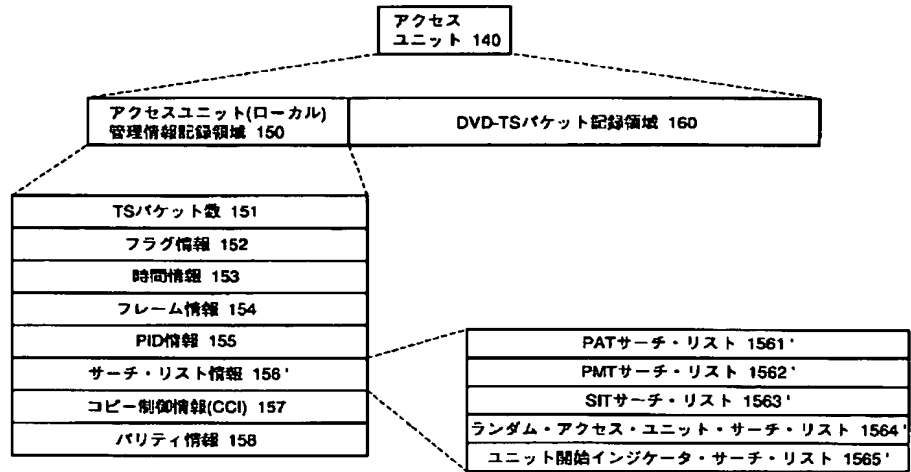 アクセス
ユニット 140
アクセスユニット(ローカル)
管理情報記録領域 150
DVD-TSパケット記録領域 160
TSパケット数 151
フラグ情報 152
時間情報 153
フレーム情報 154
PID情報 155
サーチ・リスト情報 156'
コピー制御情報(CCI) 157
パリティ情報 158
PATサーチ・リスト 1561'
PMTサーチ・リスト 1562'
SITサーチ・リスト 1563'
ランダム・アクセス・ユニット・サーチ・リスト 1564'
ユニット開始インジケータ・サーチ・リスト 1565'